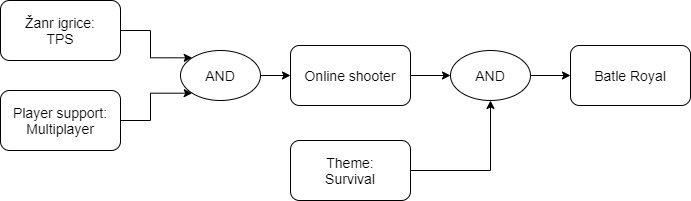 Žanr igrice:
TPS
Player support:
Multiplayer
AND
Online shooter
Theme:
Survival
AND
Batle Royal